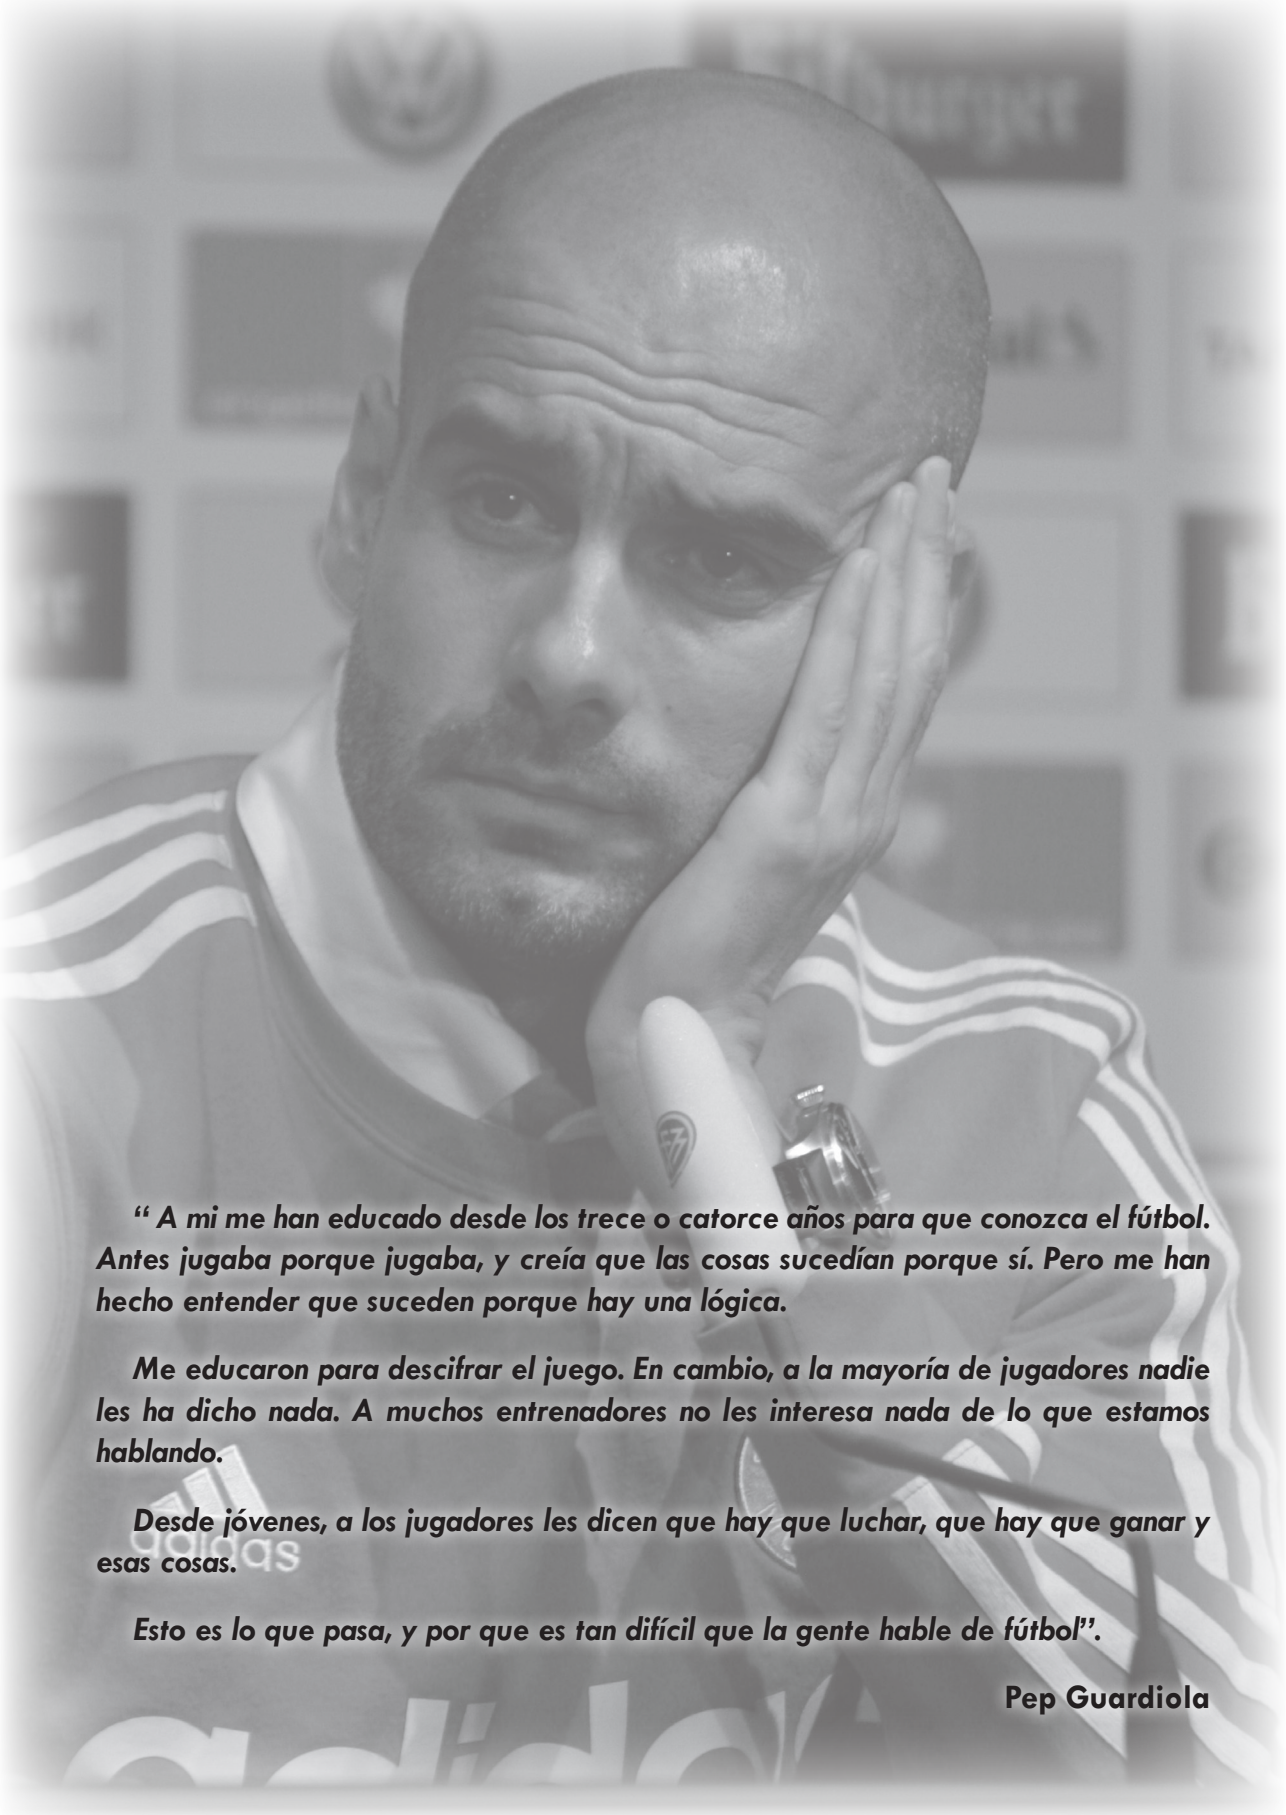 “ A mi me han educado desde los trece o catorce años para que conozca el fútbol.
Antes jugaba porque jugaba, y creía que las cosas sucedían porque sí. Pero me han
hecho entender que suceden porque hay una lógica.
Me educaron para descifrar el juego. En cambio, a la mayoría de jugadores nadie
les ha dicho nada. A muchos entrenadores no les interesa nada de lo que estamos
hablando.
Desde jóvenes, a los jugadores les dicen que hay que luchar, que hay que ganar y
adidas
esas cosas.
Esto es lo que pasa, y por que es tan difícil que la gente hable de fútbol”.
Pep Guardiola
adidas